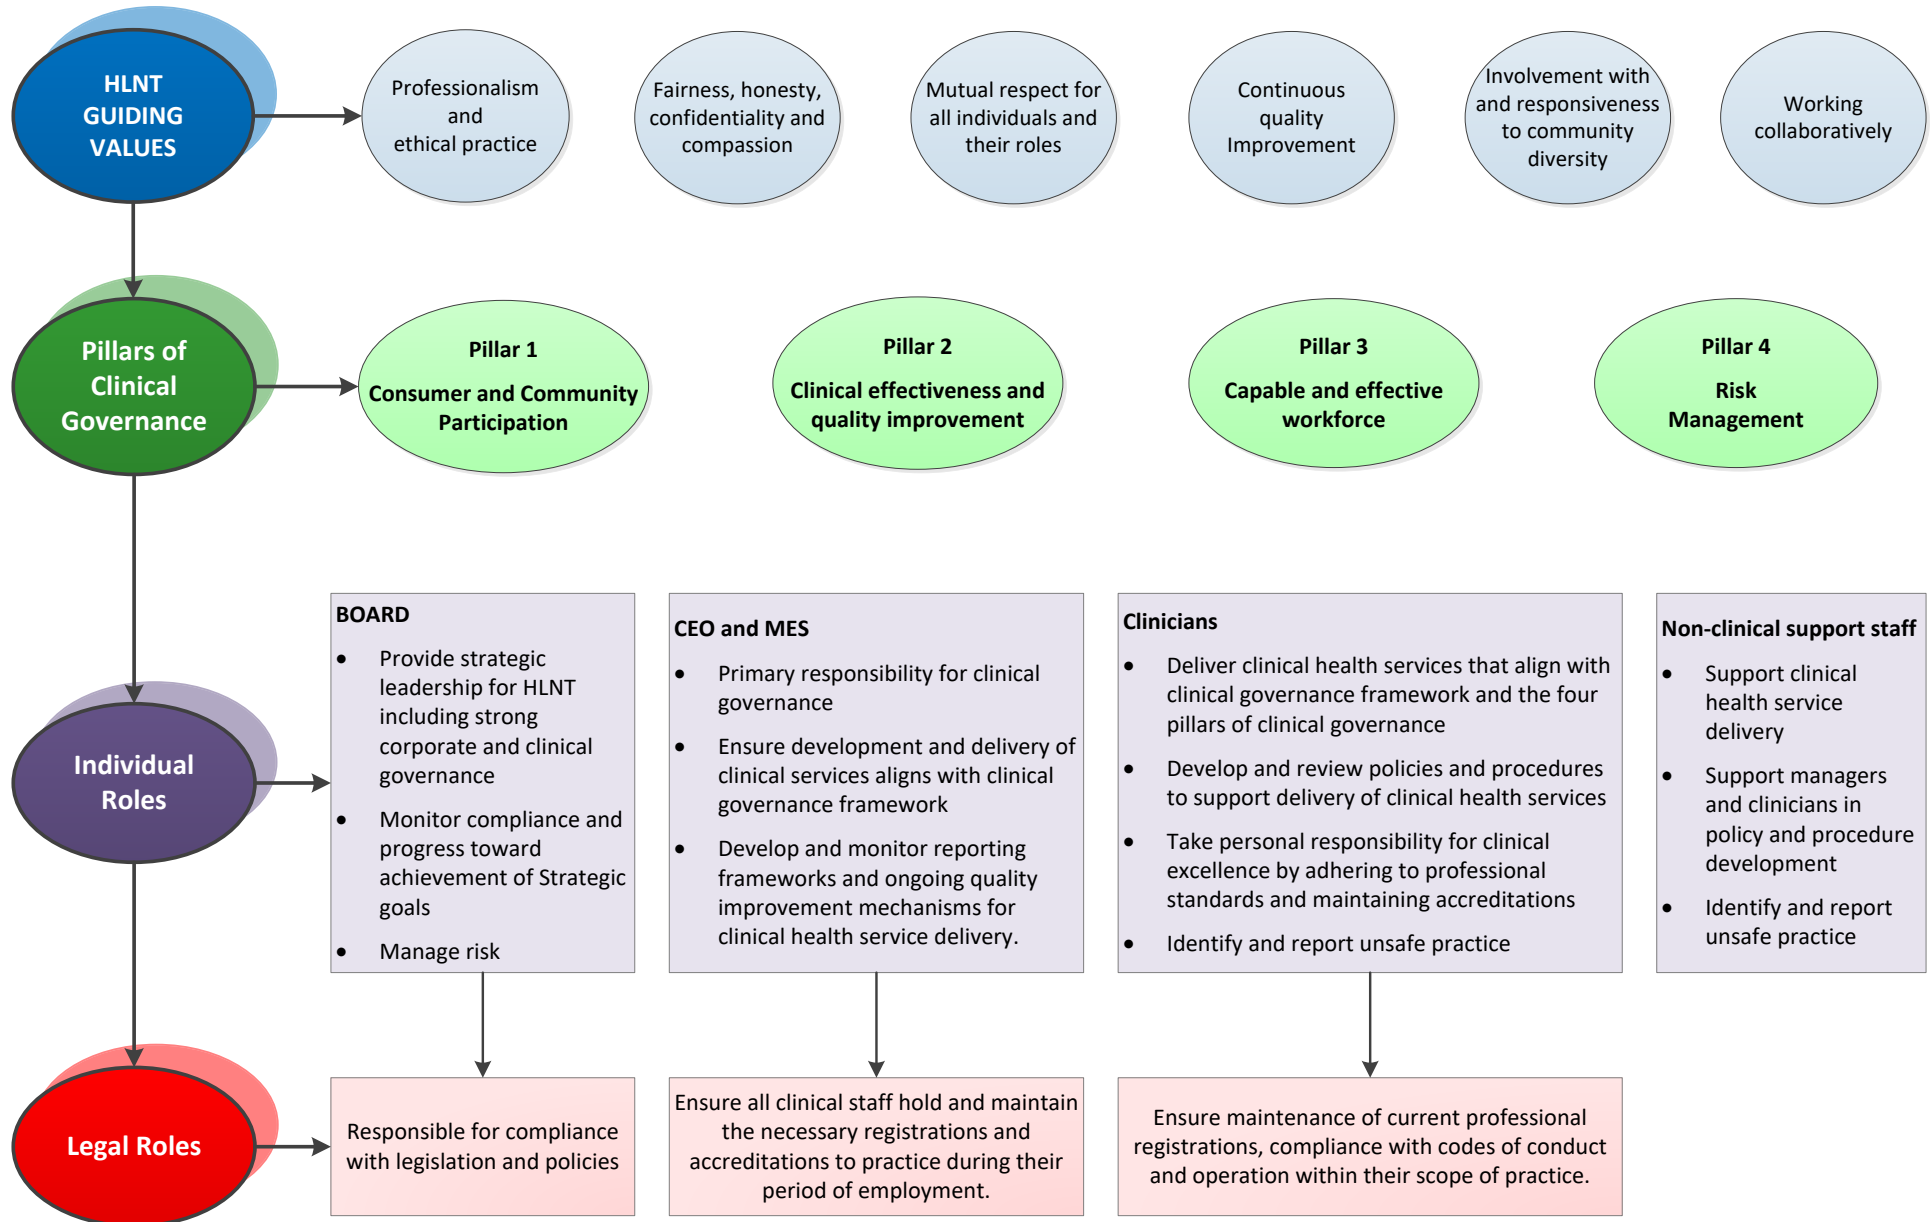 HLNT
GUIDING
VALUES
Professionalism
and
ethical practice
Fairness, honesty,
confidentiality and
compassion
Mutual respect for
all individuals and
their roles
Continuous
quality
Improvement
Involvement with
and responsiveness
to community
diversity
Working
collaboratively
Pillars of
Clinical
Governance
Pillar 1
Consumer and Community
Participation
Pillar 2
Clinical effectiveness and
quality improvement
Pillar 3
Capable and effective
workforce
Pillar 4
Risk
Management
Individual
Roles
BOARD
• Provide strategic
leadership for HLNT
including strong
corporate and clinical
governance
• Monitor compliance and
progress toward
achievement of Strategic
goals
• Manage risk
CEO and MES
• Primary responsibility for clinical
governance
• Ensure development and delivery of
clinical services aligns with clinical
governance framework
• Develop and monitor reporting
frameworks and ongoing quality
improvement mechanisms for
clinical health service delivery.
Clinicians
• Deliver clinical health services that align with
clinical governance framework and the four
pillars of clinical governance
• Develop and review policies and procedures
to support delivery of clinical health services
• Take personal responsibility for clinical
excellence by adhering to professional
standards and maintaining accreditations
• Identify and report unsafe practice
Non-clinical support staff
• Support clinical
health service
delivery
• Support managers
and clinicians in
policy and procedure
development
• Identify and report
unsafe practice
Legal Roles
Responsible for compliance
with legislation and policies
Ensure all clinical staff hold and maintain
the necessary registrations and
accreditations to practice during their
period of employment.
Ensure maintenance of current professional
registrations, compliance with codes of conduct
and operation within their scope of practice.